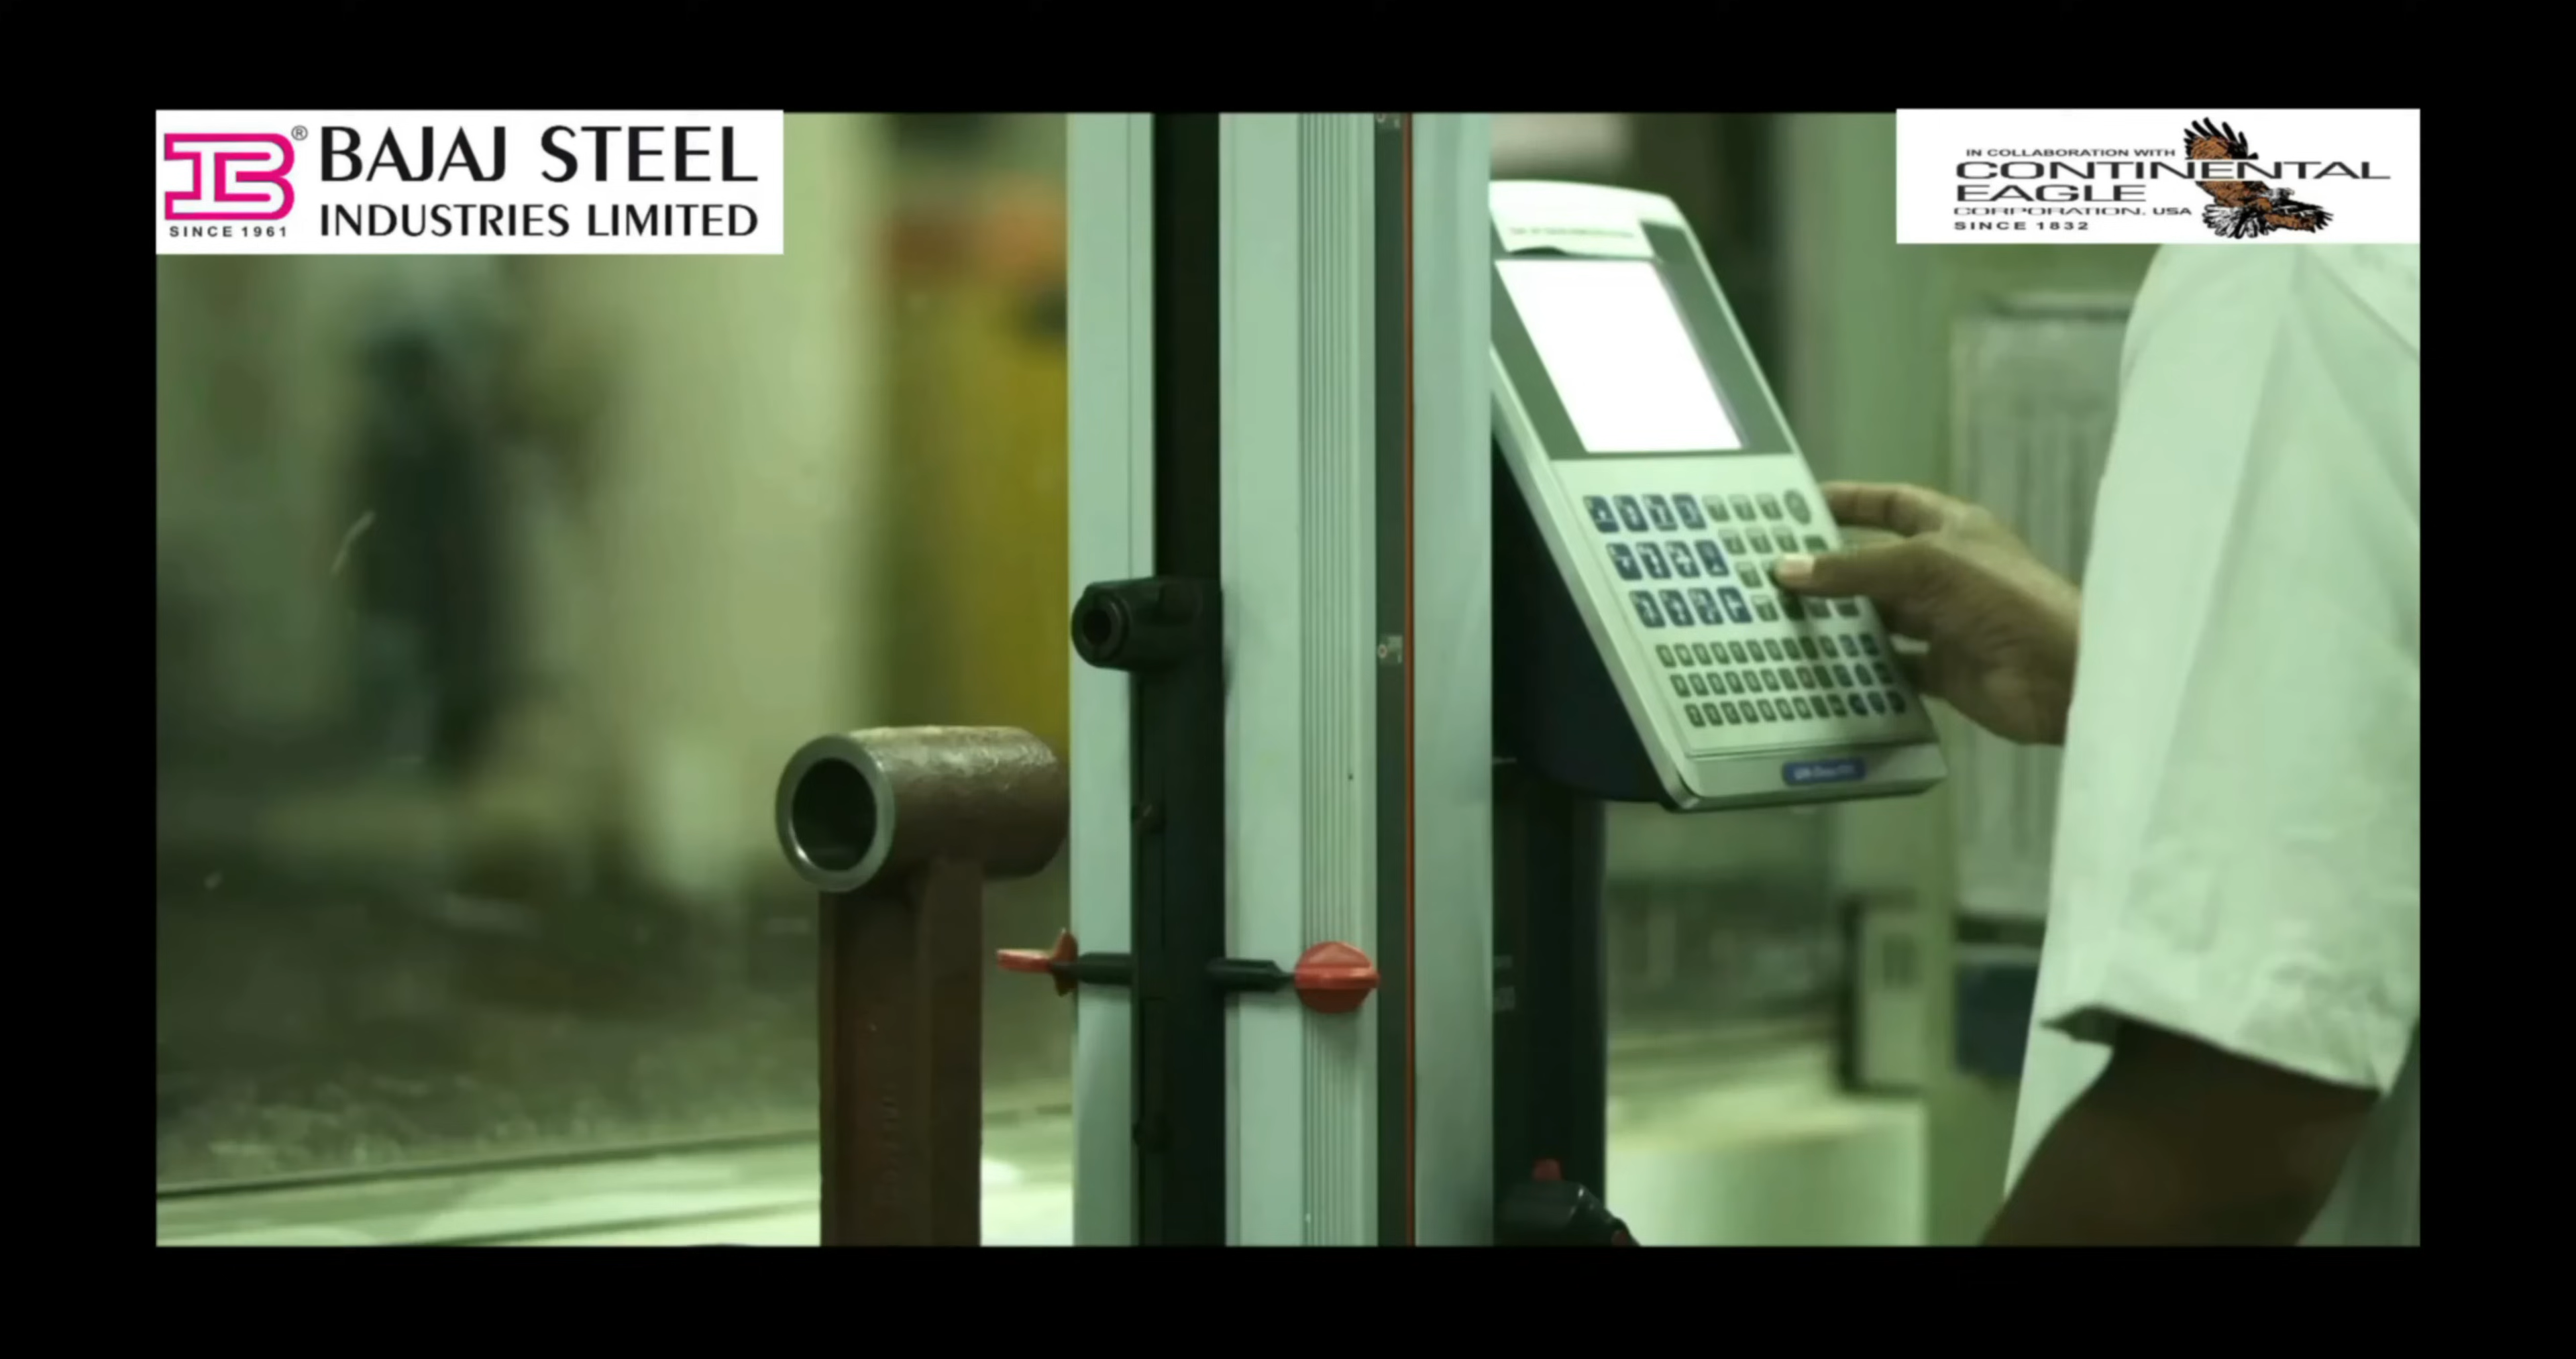 BAJAJ STEEL
INDUSTRIES LIMITED
®
SINCE 1961
IN COLLABORATION WITH
CONTINENTAL
EAGLE
CORPORATION. USA
SINCE 1832